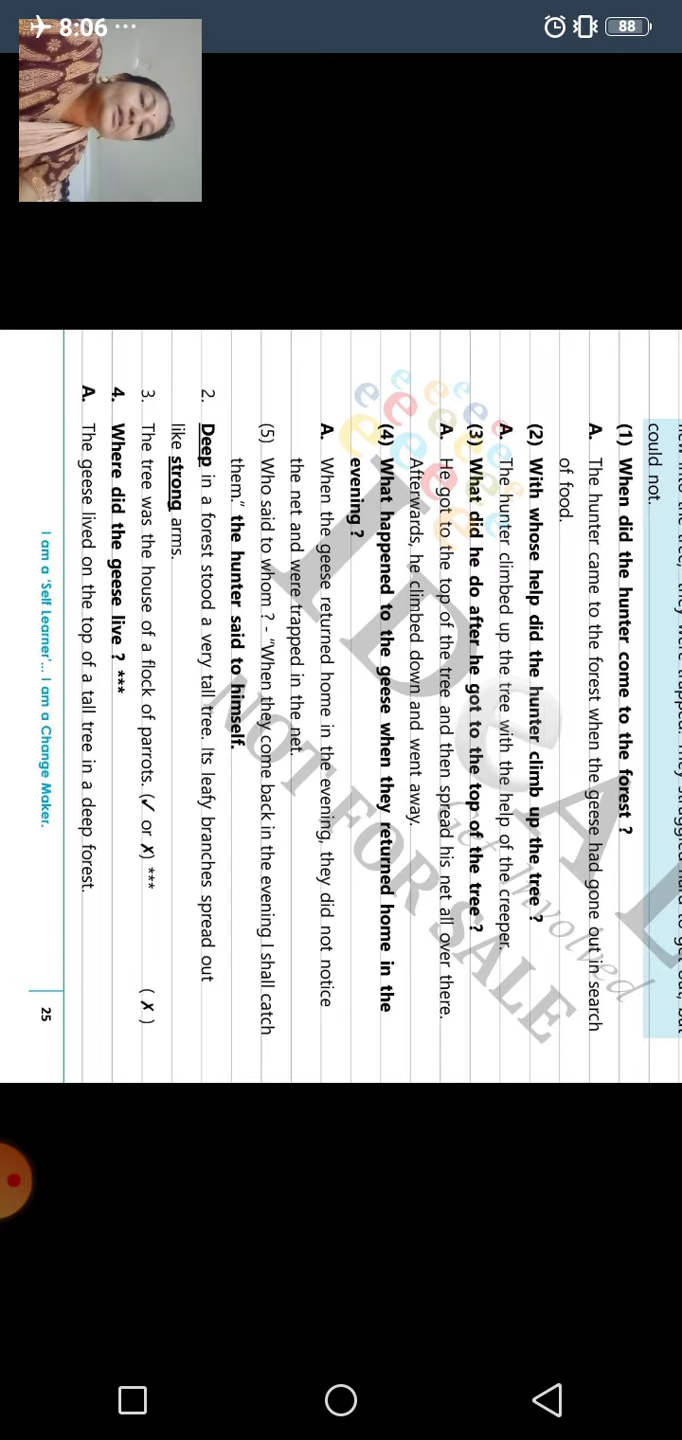 8:06 ...
88
could not.
(1) When did the hunter come to the forest ?
A. The hunter came to the forest when the geese had gone out in search
of food.
(2) With whose help did the hunter climb up the tree ?
A. The hunter climbed up the tree with the help of the creeper.
(3) What did he do after he got to the top of the tree ?
A. He got to the top of the tree and then spread his net all over there.
Afterwards, he climbed down and went away.
(4) What happened to the geese when they returned home in the
evening ?
A. When the geese returned home in the evening, they did not notice
the net and were trapped in the net.
(5) Who said to whom ? - "When they come back in the evening I shall catch
them." the hunter said to himself.
2. Deep in a forest stood a very tall tree. Its leafy branches spread out
like strong arms.
3. The tree was the house of a flock of parrots. (✓ or ✗) *** ( ✗ )
4. Where did the geese live ? ***
A. The geese lived on the top of a tall tree in a deep forest.
I am a 'Self Learner'... I am a Change Maker.
25
IDeAL
Get Involved
NOT FOR SALE